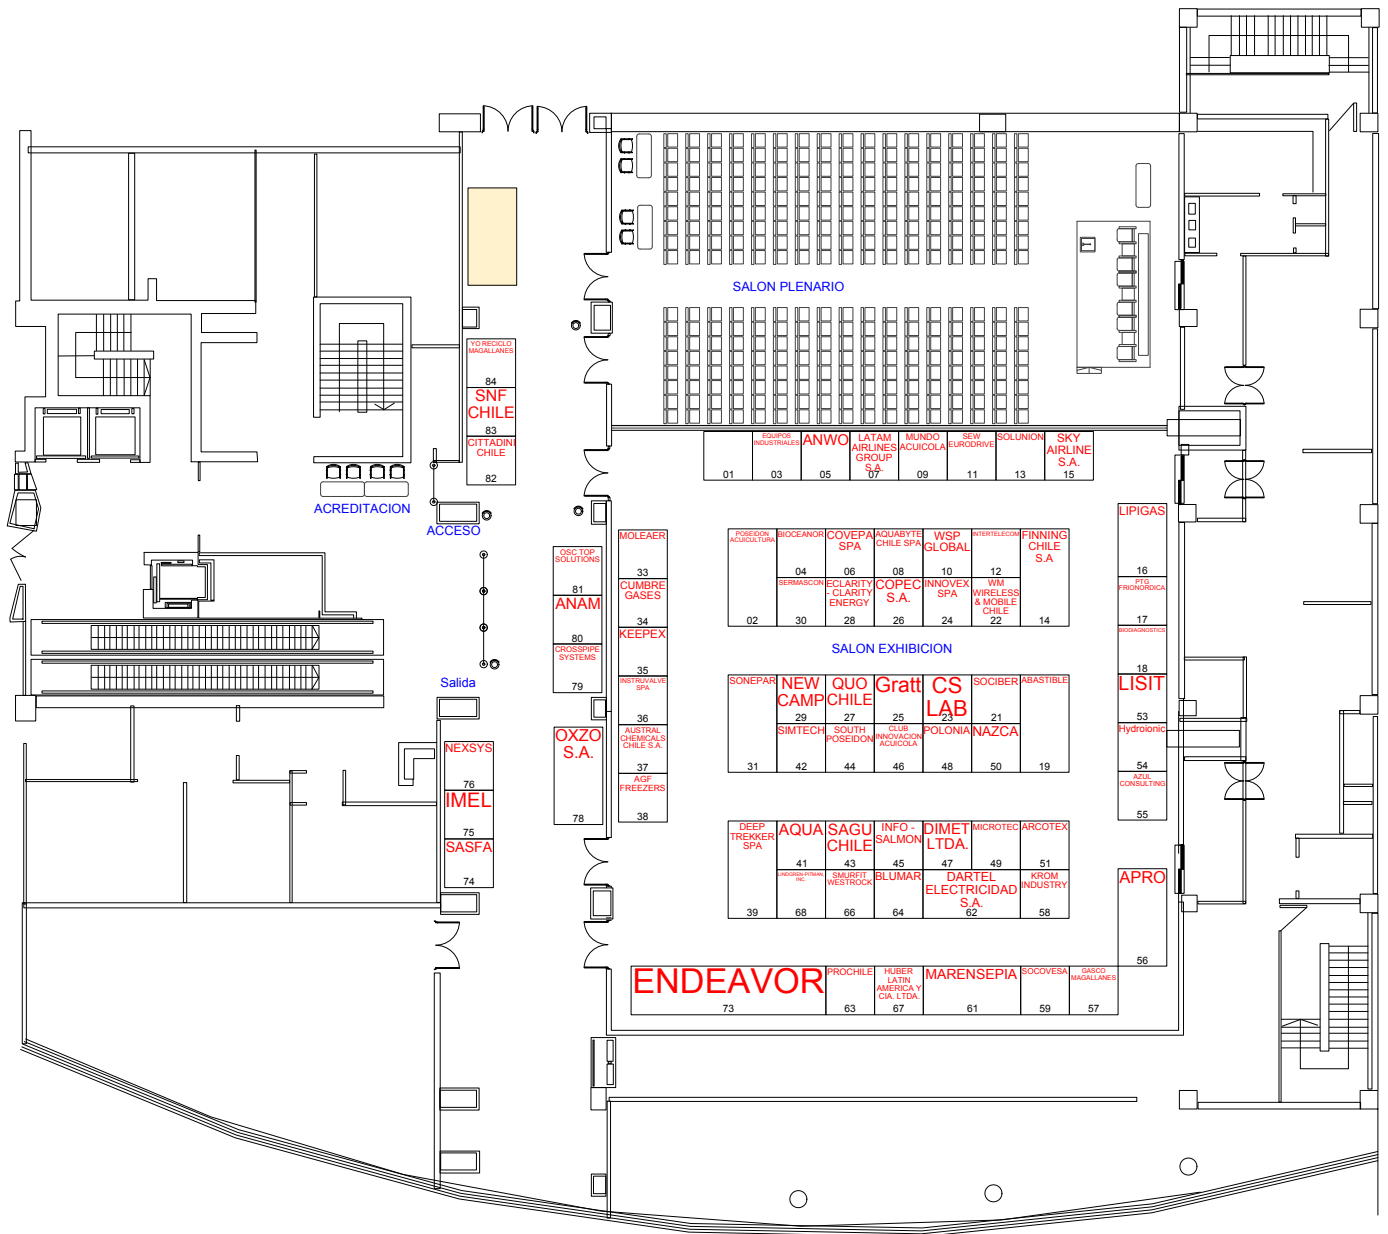 SALON PLENARIO
YO RECICLO
MAGALLANES
84
SNF
CHILE
83
CITTADINI
CHILE
82
ACREDITACION
ACCESO
Salida
01
EQUIPOS
INDUSTRIALES
03
ANWO
05
LATAM
AIRLINES
GROUP
S.A.
07
MUNDO
ACUICOLA
09
SEW
EURODRIVE
11
SOLUNION
13
SKY
AIRLINE
S.A.
15
OSC TOP
SOLUTIONS
81
ANAM
80
CROSSPIPE
SYSTEMS
79
OXZO
S.A.
78
MOLEAER
33
CUMBRE
GASES
34
KEEPEX
35
INSTRUVALVE
SPA
36
AUSTRAL
CHEMICALS
CHILE S.A.
37
AGF
FREEZERS
38
POSEIDON
ACUICULTURA
02
BIOCEANOR
04
COVEPA
SPA
06
AQUABYTE
CHILE SPA
08
WSP
GLOBAL
10
INTERTELECOM
12
FINNING
CHILE
S.A
14
SERMASCON
30
ECLARITY
- CLARITY
ENERGY
28
COPEC
S.A.
26
INNOVEX
SPA
24
WM
WIRELESS
& MOBILE
CHILE
22
LIPIGAS
16
PTG
FRIONORDICA
17
BIODIAGNOSTICS
18
LISIT
53
Hydroionic
54
AZUL
CONSULTING
55
SALON EXHIBICION
SONEPAR
31
NEW
CAMP
29
QUO
CHILE
27
Gratt
25
CS
LAB
23
SOCIBER
21
ABASTIBLE
19
SIMTECH
42
SOUTH
POSEIDON
44
CLUB
INNOVACION
ACUICOLA
46
POLONIA
48
NAZCA
50
NEXSYS
76
IMEL
75
SASFA
74
DEEP
TREKKER
SPA
39
AQUA
41
SAGU
CHILE
43
INFO -
SALMON
45
DIMET
LTDA.
47
MICROTEC
49
ARCOTEX
51
LINDGREN-PITMAN,
INC.
68
SMURFIT
WESTROCK
66
BLUMAR
64
DARTEL
ELECTRICIDAD
S.A.
62
KROM
INDUSTRY
58
APRO
56
ENDEAVOR
73
PROCHILE
63
HUBER
LATIN
AMERICA Y
CIA. LTDA.
67
MARENSEPIA
61
SOCOVESA
59
GASCO
MAGALLANES
57